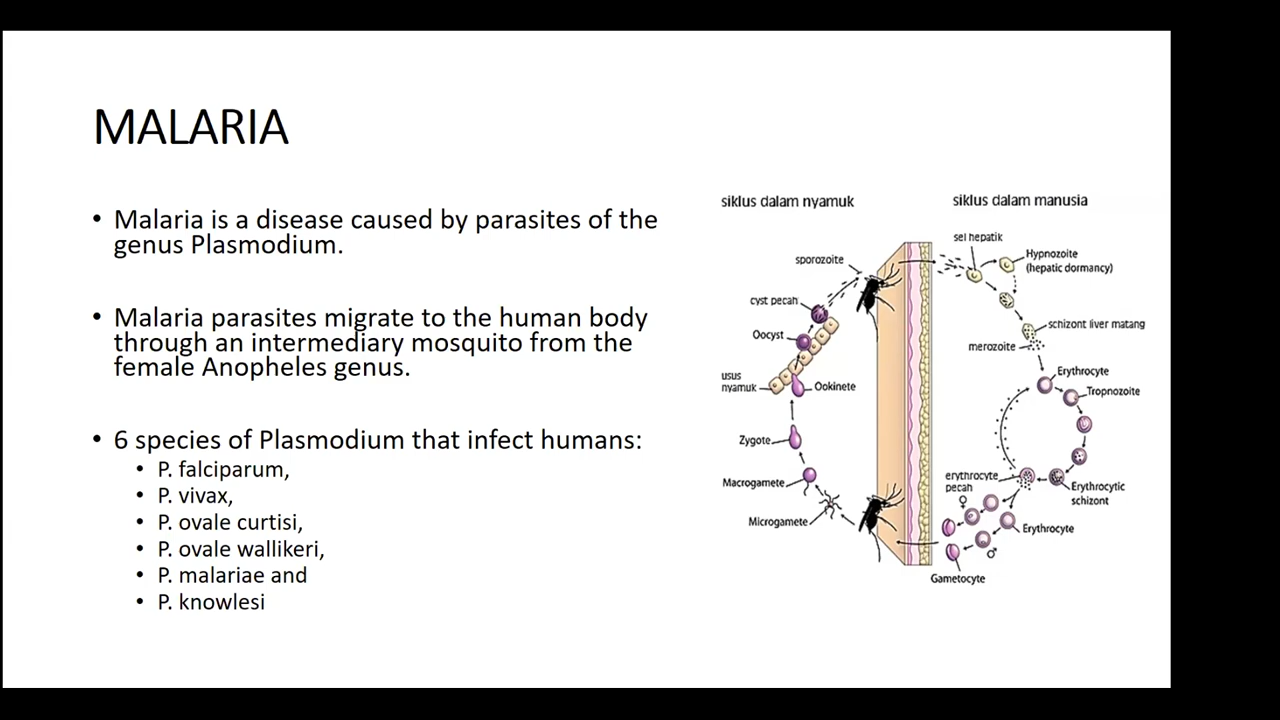 MALARIA
• Malaria is a disease caused by parasites of the
genus Plasmodium.
• Malaria parasites migrate to the human body
through an intermediary mosquito from the
female Anopheles genus.
• 6 species of Plasmodium that infect humans:
• P. falciparum,
• P. vivax,
• P. ovale curtisi,
• P. ovale wallikeri,
• P. malariae and
• P. knowlesi
siklus dalam nyamuk
siklus dalam manusia
sporozoite
cyst pecah
Oocyst
usus
nyamuk
Ookinete
Zygote
Macrogamete
Microgamete
sel hepatik
Hypnozoite
(hepatic dormancy)
schizont liver matang
merozoite
Erythrocyte
Tropnozoite
erythrocyte
pecah
Erythrocytic
schizont
♀
Erythrocyte
♂
Gametocyte